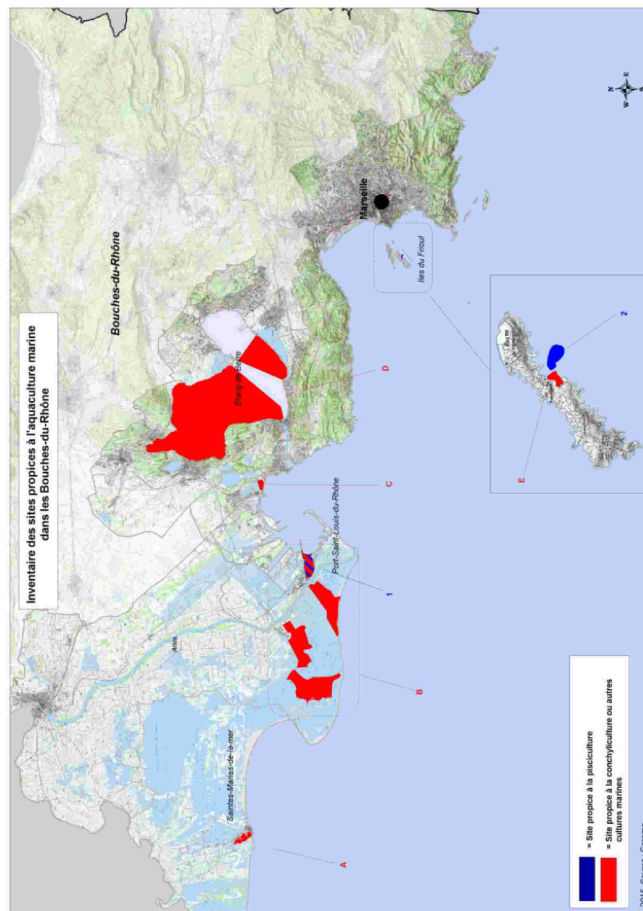 Inventaire des sites propices à l'aquaculture marine
dans les Bouches-du-Rhône
Bouches-du-Rhône
Arles
Saintes-Maries-de-la-mer
Etang de Berre
Port-Saint-Louis-du-Rhône
Marseille
Iles du Frioul
A
B
1
C
D
E
2
N
W
E
S
= Site propice à la pisciculture
= Site propice à la conchyliculture ou autres
cultures marines